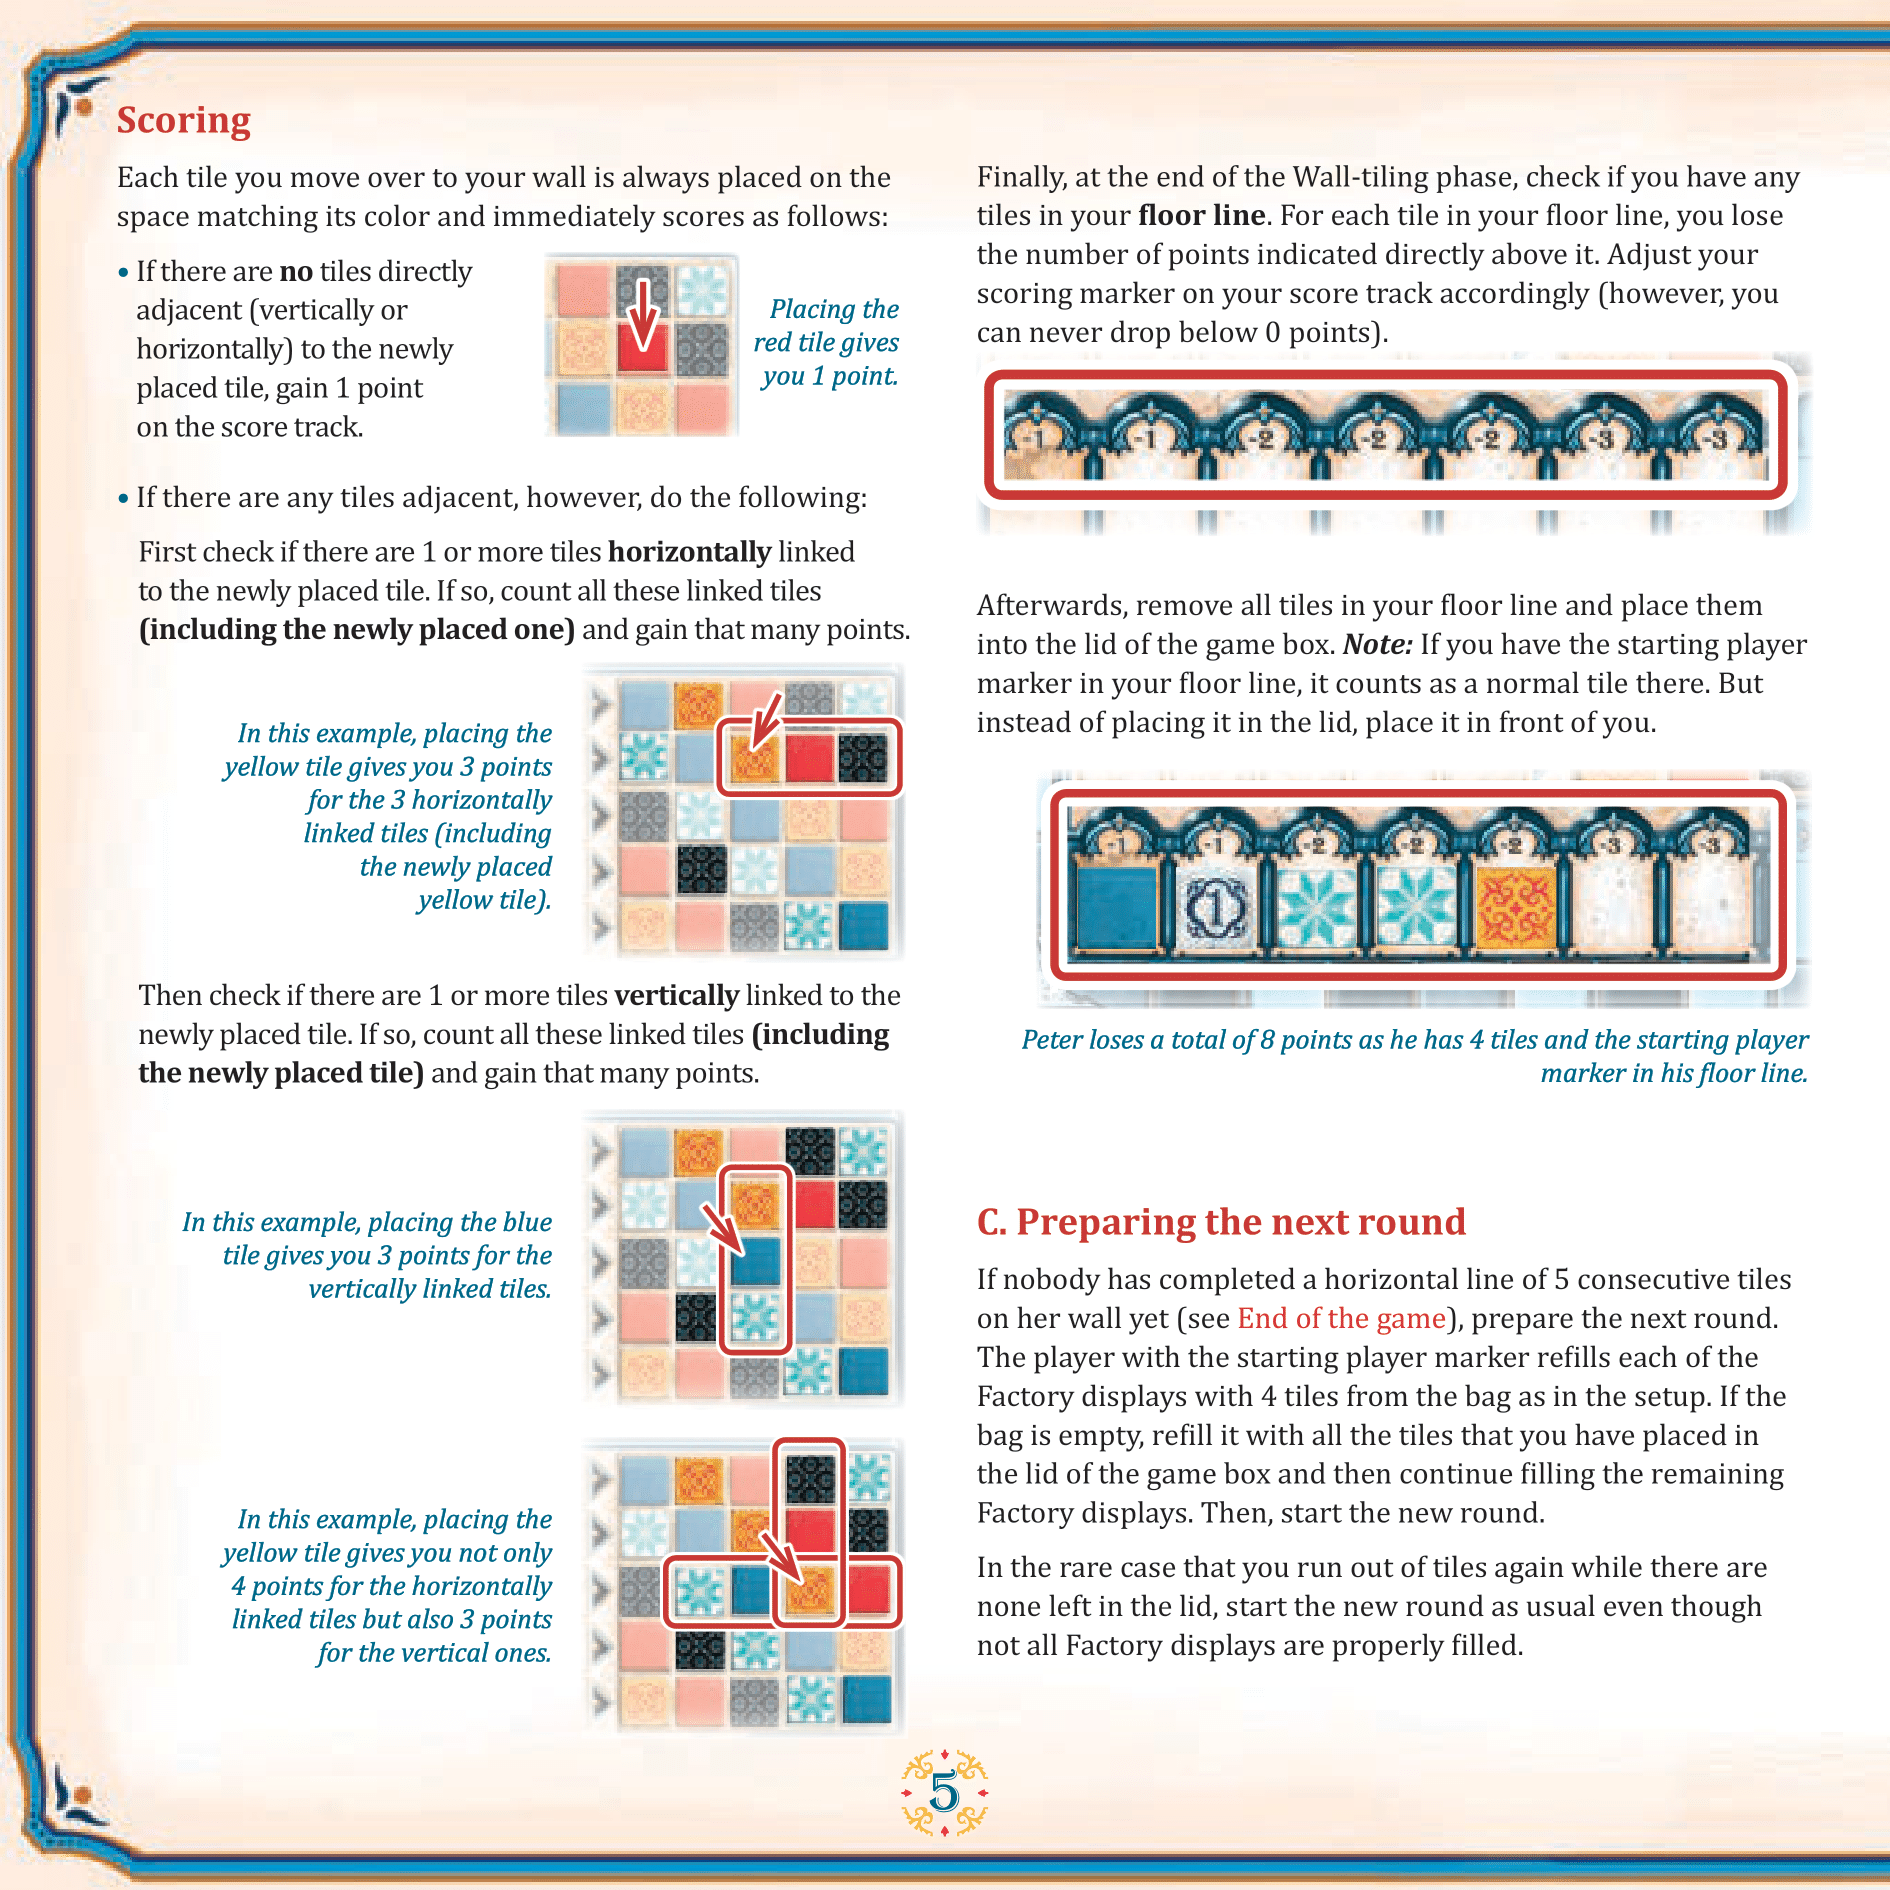 Scoring
Each tile you move over to your wall is always placed on the
space matching its color and immediately scores as follows:
• If there are no tiles directly
adjacent (vertically or
horizontally) to the newly
placed tile, gain 1 point
on the score track.
Placing the
red tile gives
you 1 point.
• If there are any tiles adjacent, however, do the following:
First check if there are 1 or more tiles horizontally linked
to the newly placed tile. If so, count all these linked tiles
(including the newly placed one) and gain that many points.
In this example, placing the
yellow tile gives you 3 points
for the 3 horizontally
linked tiles (including
the newly placed
yellow tile).
Then check if there are 1 or more tiles vertically linked to the
newly placed tile. If so, count all these linked tiles (including
the newly placed tile) and gain that many points.
In this example, placing the blue
tile gives you 3 points for the
vertically linked tiles.
In this example, placing the
yellow tile gives you not only
4 points for the horizontally
linked tiles but also 3 points
for the vertical ones.
Finally, at the end of the Wall-tiling phase, check if you have any
tiles in your floor line. For each tile in your floor line, you lose
the number of points indicated directly above it. Adjust your
scoring marker on your score track accordingly (however, you
can never drop below 0 points).
-1 -1 -2 -2 -2 -3 -3
Afterwards, remove all tiles in your floor line and place them
into the lid of the game box. Note: If you have the starting player
marker in your floor line, it counts as a normal tile there. But
instead of placing it in the lid, place it in front of you.
-1 -1 -2 -2 -2 -3 -3
1
Peter loses a total of 8 points as he has 4 tiles and the starting player
marker in his floor line.
C. Preparing the next round
If nobody has completed a horizontal line of 5 consecutive tiles
on her wall yet (see End of the game), prepare the next round.
The player with the starting player marker refills each of the
Factory displays with 4 tiles from the bag as in the setup. If the
bag is empty, refill it with all the tiles that you have placed in
the lid of the game box and then continue filling the remaining
Factory displays. Then, start the new round.
In the rare case that you run out of tiles again while there are
none left in the lid, start the new round as usual even though
not all Factory displays are properly filled.
5